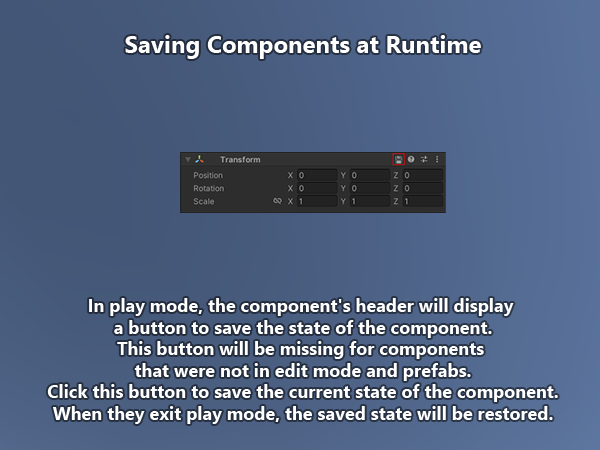 Saving Components at Runtime
Transform
Position X 0 Y 0 Z 0
Rotation X 0 Y 0 Z 0
Scale X 1 Y 1 Z 1
In play mode, the component's header will display
a button to save the state of the component.
This button will be missing for components
that were not in edit mode and prefabs.
Click this button to save the current state of the component.
When they exit play mode, the saved state will be restored.